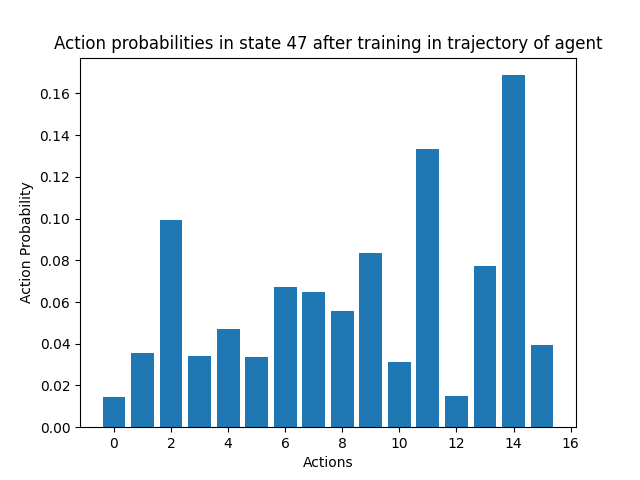 Action probabilities in state 47 after training in trajectory of agent
0.16
0.14
0.12
0.10
0.08
0.06
0.04
0.02
0.00
Action Probability
0 2 4 6 8 10 12 14 16
Actions